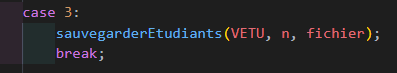 case 3:
sauvegarderEtudiants(VETU, n, fichier);
break;